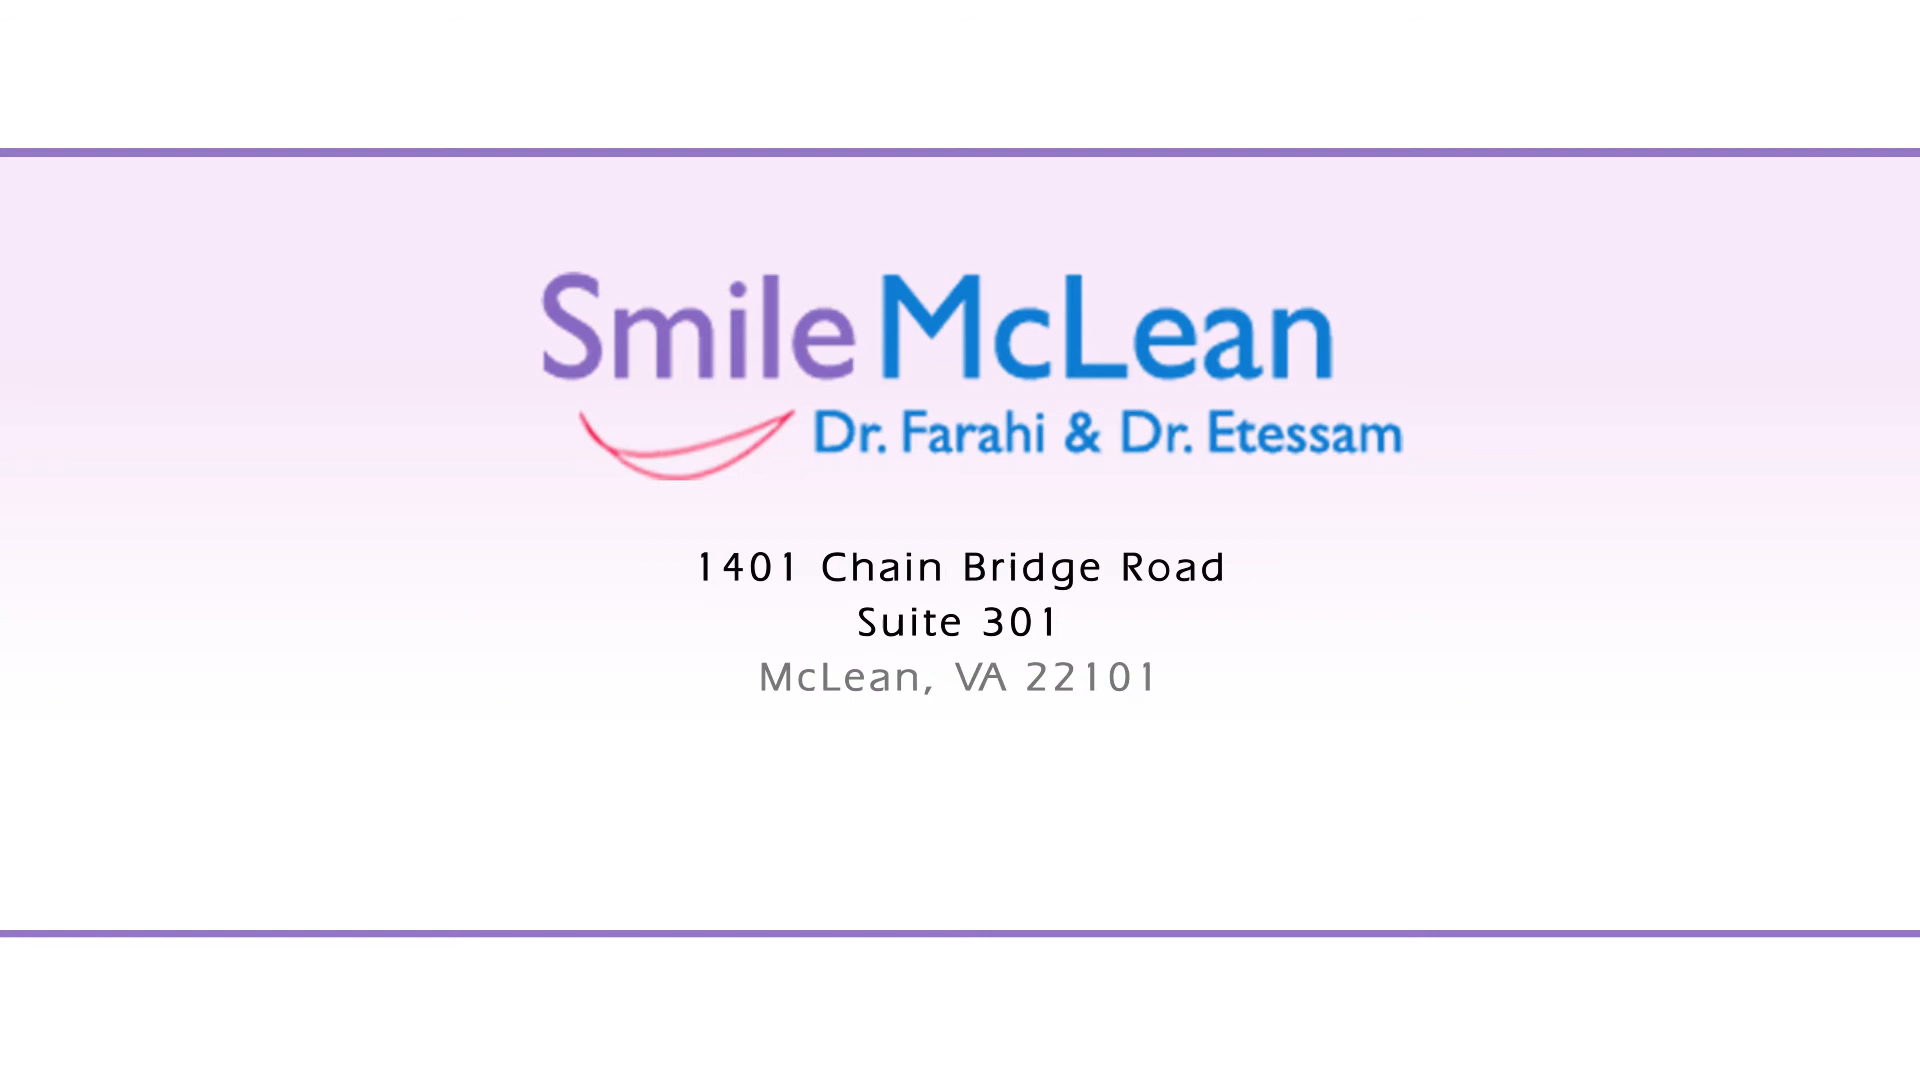 Smile McLean
Dr. Farahi & Dr. Etessam
1401 Chain Bridge Road
Suite 301
McLean, VA 22101